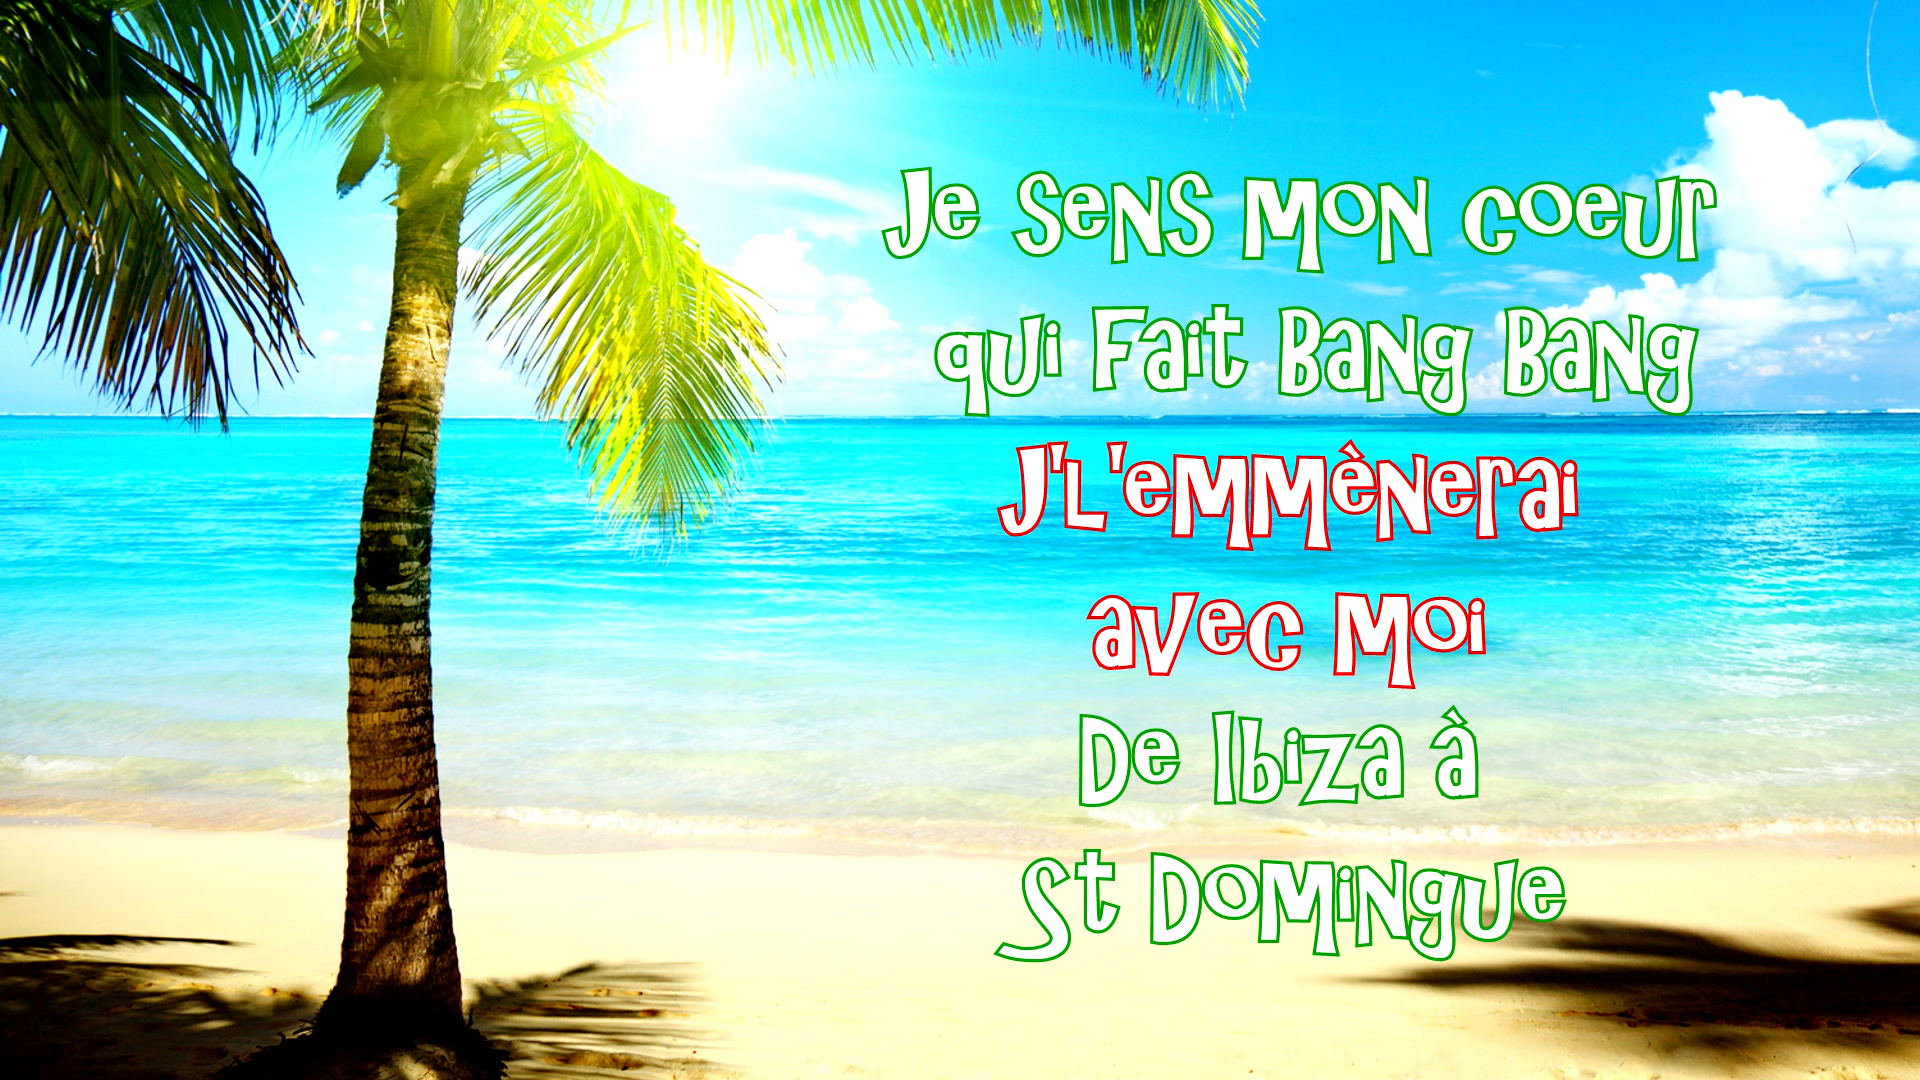 Je sens mon coeur
qui fait Bang Bang
J'l'emmènerai
avec moi
De Ibiza à
St Domingue